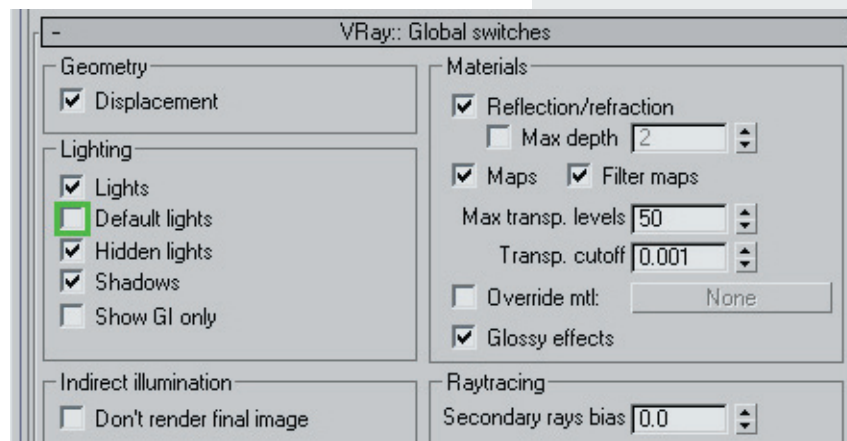 - VRay:: Global switches
Geometry
Displacement
Lighting
Lights
Default lights
Hidden lights
Shadows
Show GI only
Indirect illumination
Don't render final image
Materials
Reflection/refraction
Max depth 2
Maps Filter maps
Max transp. levels 50
Transp. cutoff 0.001
Override mtl: None
Glossy effects
Raytracing
Secondary rays bias 0.0